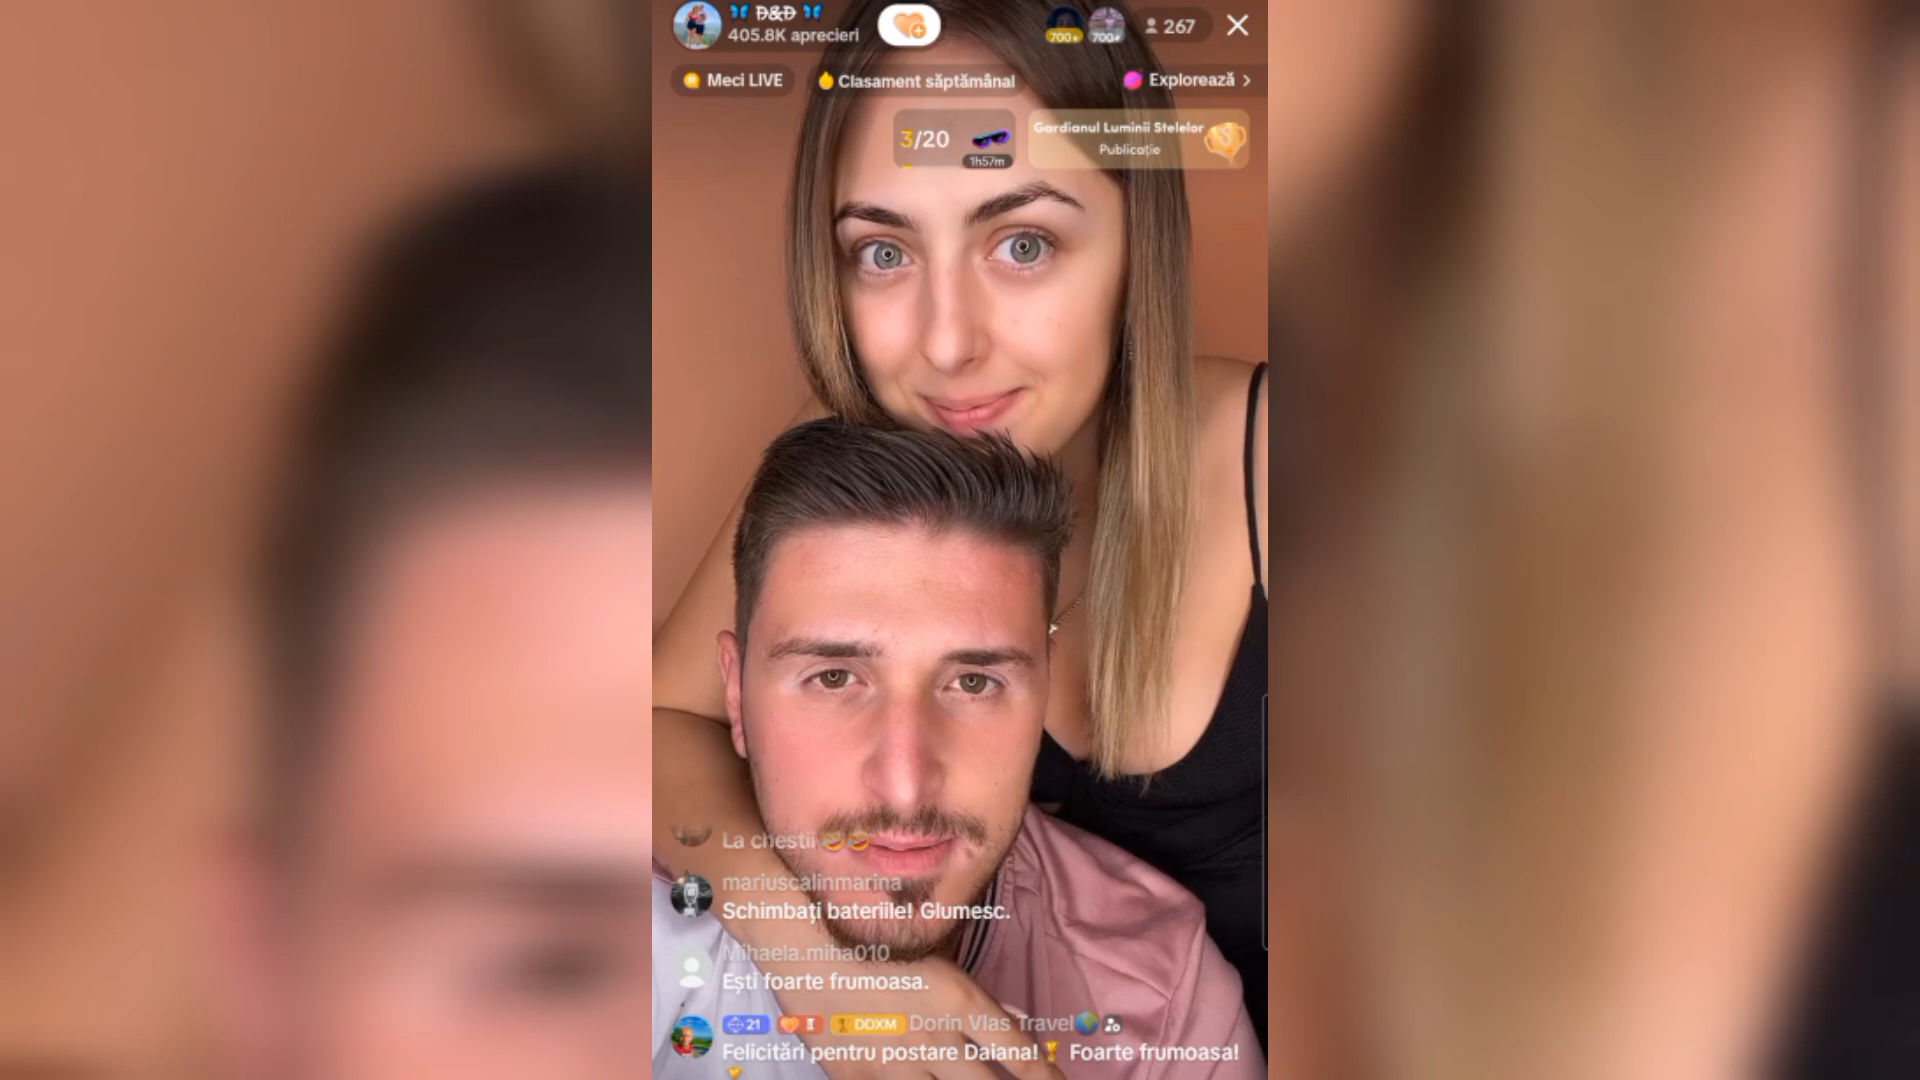 D&D
405.8K aprecieri
700+
700+
267
Meci LIVE
Clasament săptămânal
Explorează >
3/20
1h57m
Gardianul Luminii Stelelor
Publicație
La chestii
mariuscalinmarina
Schimbați bateriile! Glumesc.
Mihaela.miha010
Ești foarte frumoasa.
21 II DDXM Dorin Vlas Travel
Felicitări pentru postare Daiana! Foarte frumoasa!